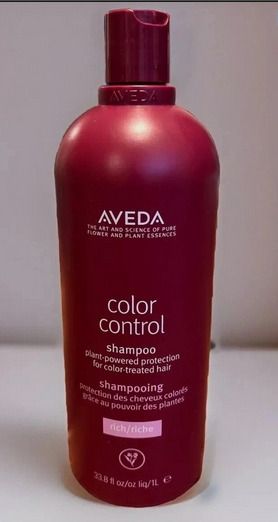 AVEDA
AVEDA
THE ART AND SCIENCE OF PURE
FLOWER AND PLANT ESSENCES
color
control
shampoo
plant-powered protection
for color-treated hair
shampooing
protection des cheveux colorés
grâce au pouvoir des plantes
rich/riche
33.8 fl oz/oz liq/1L ℮